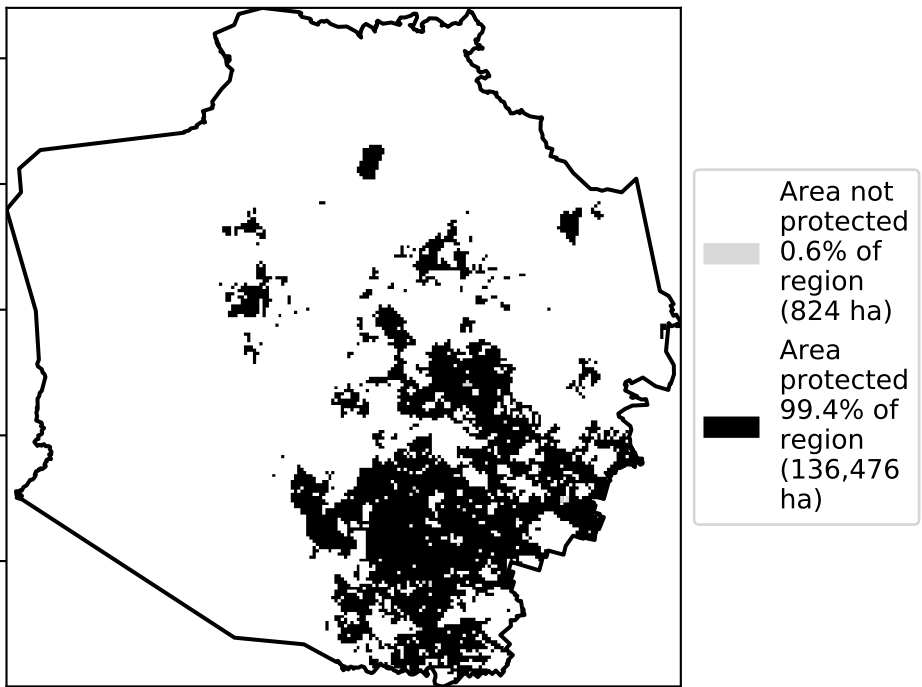 Area not
protected
0.6% of
region
(824 ha)
Area
protected
99.4% of
region
(136,476
ha)